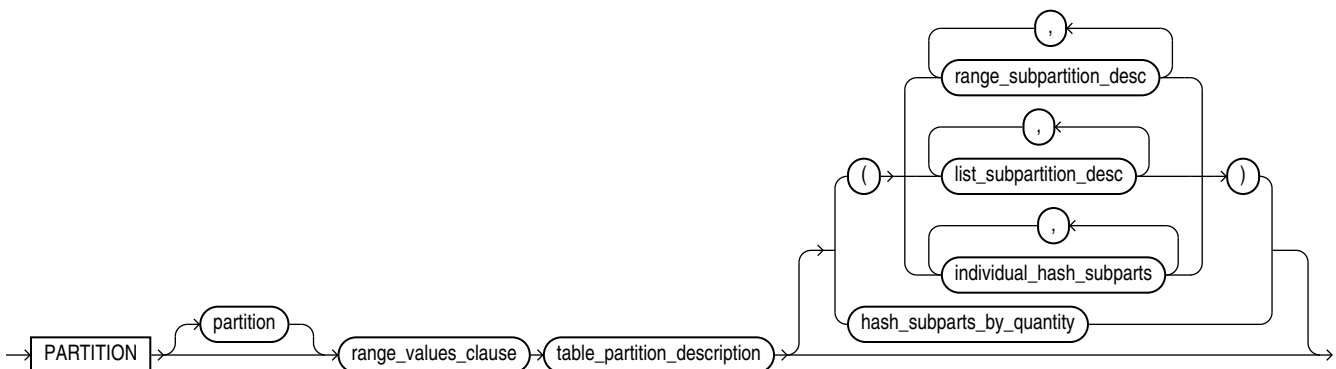 ,
range_subpartition_desc
,
( list_subpartition_desc )
,
individual_hash_subparts
partition hash_subparts_by_quantity
PARTITION range_values_clause table_partition_description